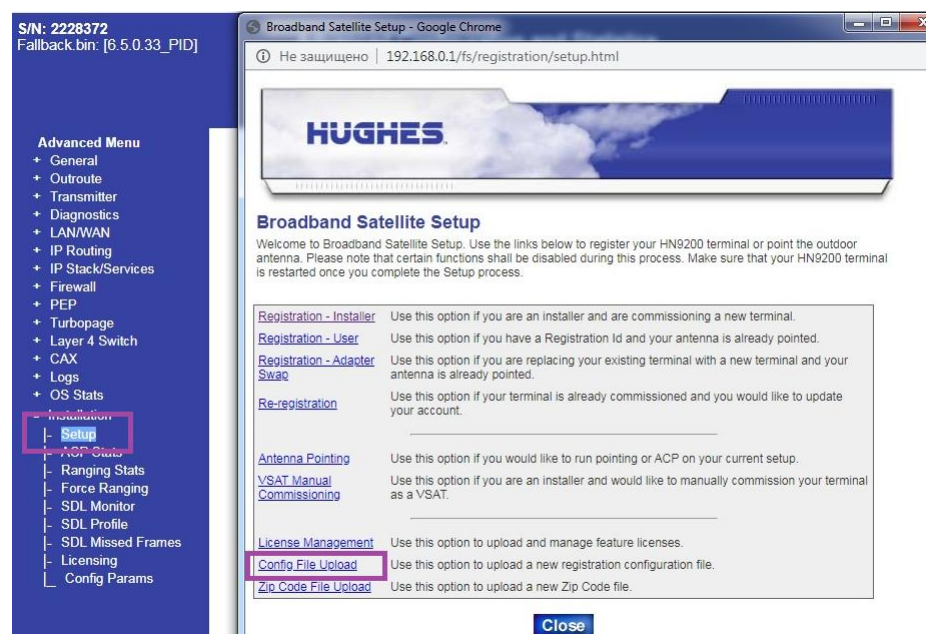 S/N: 2228372
Fallback.bin: [6.5.0.33_PID]
Advanced Menu
+ General
+ Outroute
+ Transmitter
+ Diagnostics
+ LAN/WAN
+ IP Routing
+ IP Stack/Services
+ Firewall
+ PEP
+ Turbopage
+ Layer 4 Switch
+ CAX
+ Logs
+ OS Stats
- Installation
|- Setup
|- ACP Stats
|- Ranging Stats
|- Force Ranging
|- SDL Monitor
|- SDL Profile
|- SDL Missed Frames
|- Licensing
|_ Config Params
Broadband Satellite Setup - Google Chrome
Не защищено | 192.168.0.1/fs/registration/setup.html
HUGHES.
Broadband Satellite Setup
Welcome to Broadband Satellite Setup. Use the links below to register your HN9200 terminal or point the outdoor
antenna. Please note that certain functions shall be disabled during this process. Make sure that your HN9200 terminal
is restarted once you complete the Setup process.
Registration - Installer Use this option if you are an installer and are commissioning a new terminal.
Registration - User Use this option if you have a Registration Id and your antenna is already pointed.
Registration - Adapter Use this option if you are replacing your existing terminal with a new terminal and your
Swap antenna is already pointed.
Re-registration Use this option if your terminal is already commissioned and you would like to update
your account.
Antenna Pointing Use this option if you would like to run pointing or ACP on your current setup.
VSAT Manual Use this option if you are an installer and would like to manually commission your terminal
Commissioning as a VSAT.
License Management Use this option to upload and manage feature licenses.
Config File Upload Use this option to upload a new registration configuration file.
Zip Code File Upload Use this option to upload a new Zip Code file.
Close